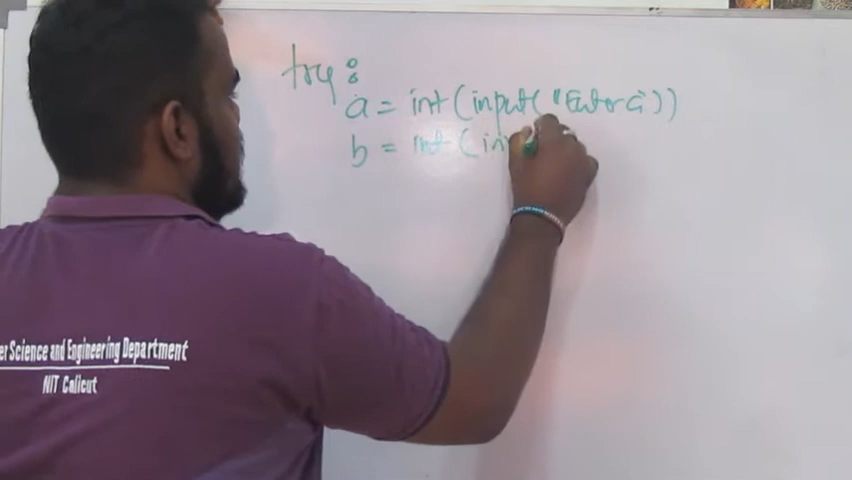 try:
a = int(input("Enter a'))
b = int (in
er Science and Engineering Department
NIT Calicut